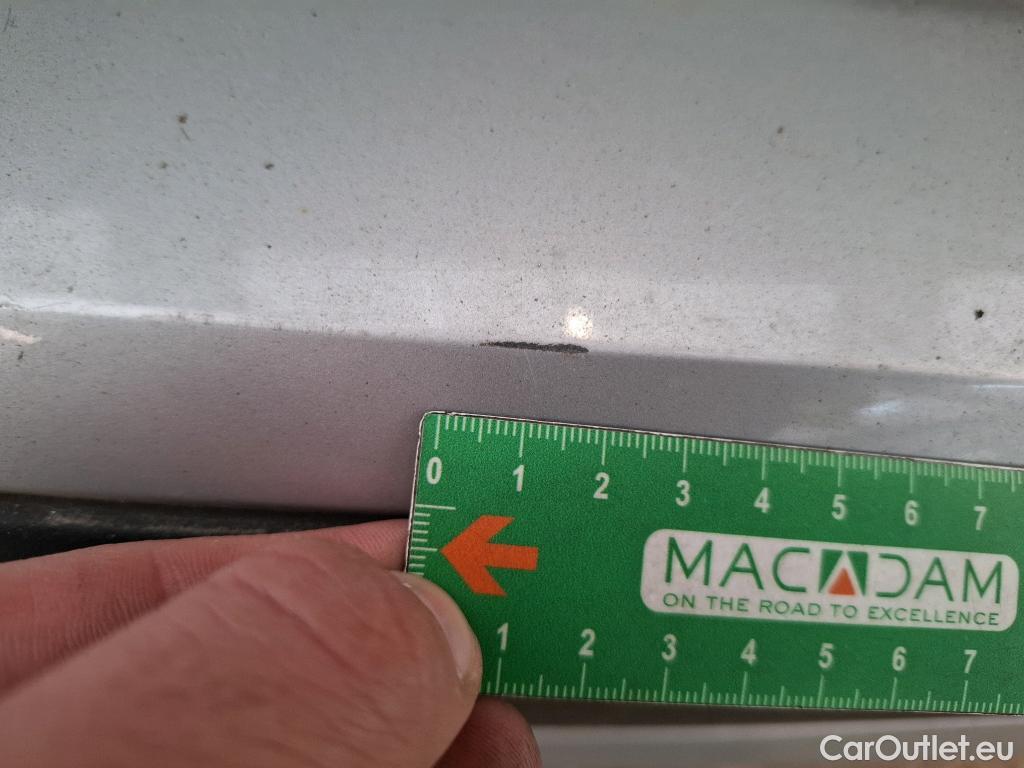 0 1 2 3 4 5 6 7
MACADAM
ON THE ROAD TO EXCELLENCE
1 2 3 4 5 6 7
CarOutlet.eu